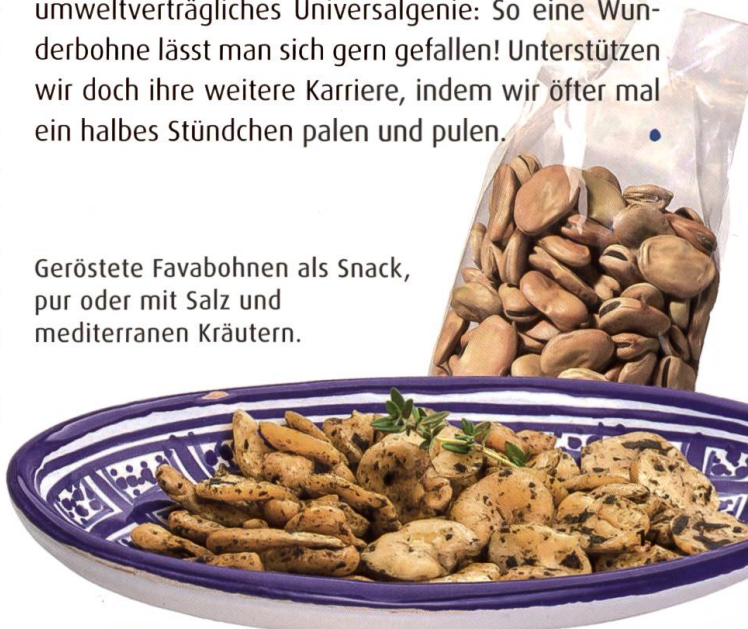 umweltverträgliches Universalgenie: So eine Wun-
derbohne lässt man sich gern gefallen! Unterstützen
wir doch ihre weitere Karriere, indem wir öfter mal
ein halbes Stündchen palen und pulen.
Geröstete Favabohnen als Snack,
pur oder mit Salz und
mediterranen Kräutern.